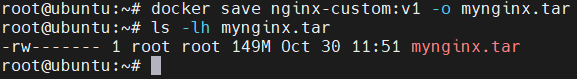 root@ubuntu:~# docker save nginx-custom:v1 -o mynginx.tar
root@ubuntu:~# ls -lh mynginx.tar
-rw------- 1 root root 149M Oct 30 11:51 mynginx.tar
root@ubuntu:~#